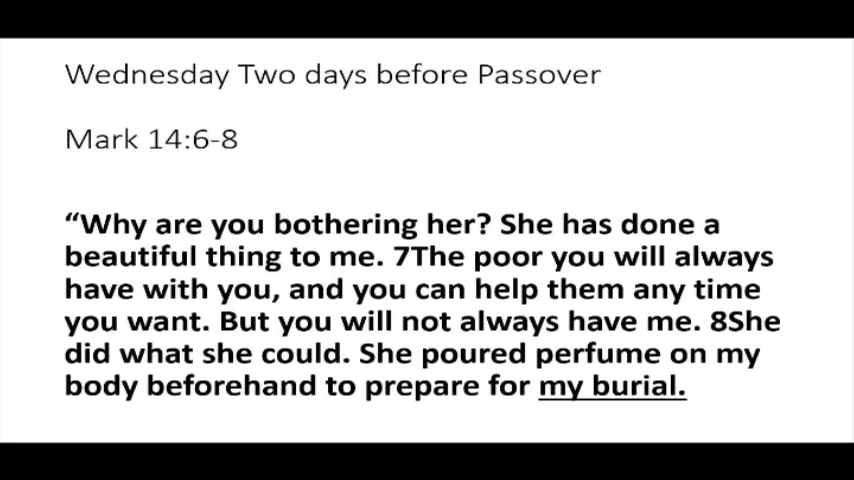 Wednesday Two days before Passover
Mark 14:6-8
“Why are you bothering her? She has done a
beautiful thing to me. 7The poor you will always
have with you, and you can help them any time
you want. But you will not always have me. 8She
did what she could. She poured perfume on my
body beforehand to prepare for my burial.